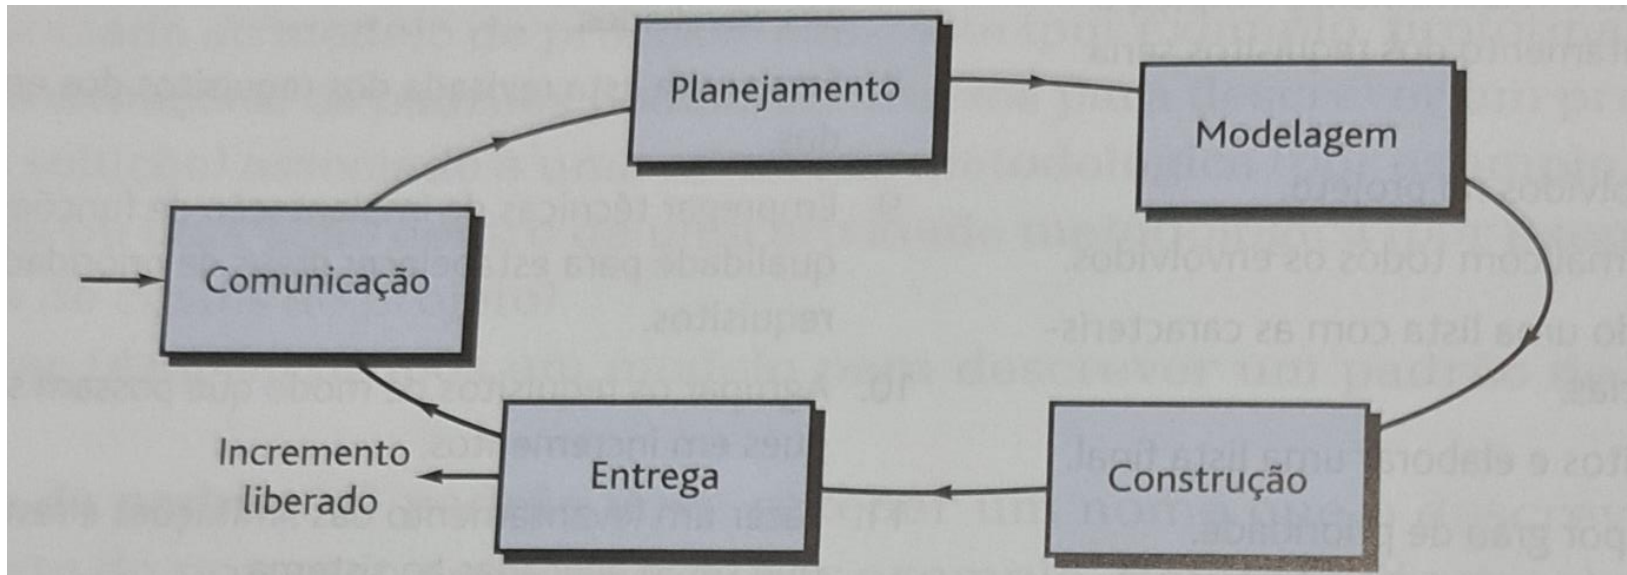 Planejamento
Modelagem
Comunicação
Incremento
liberado
Entrega
Construção